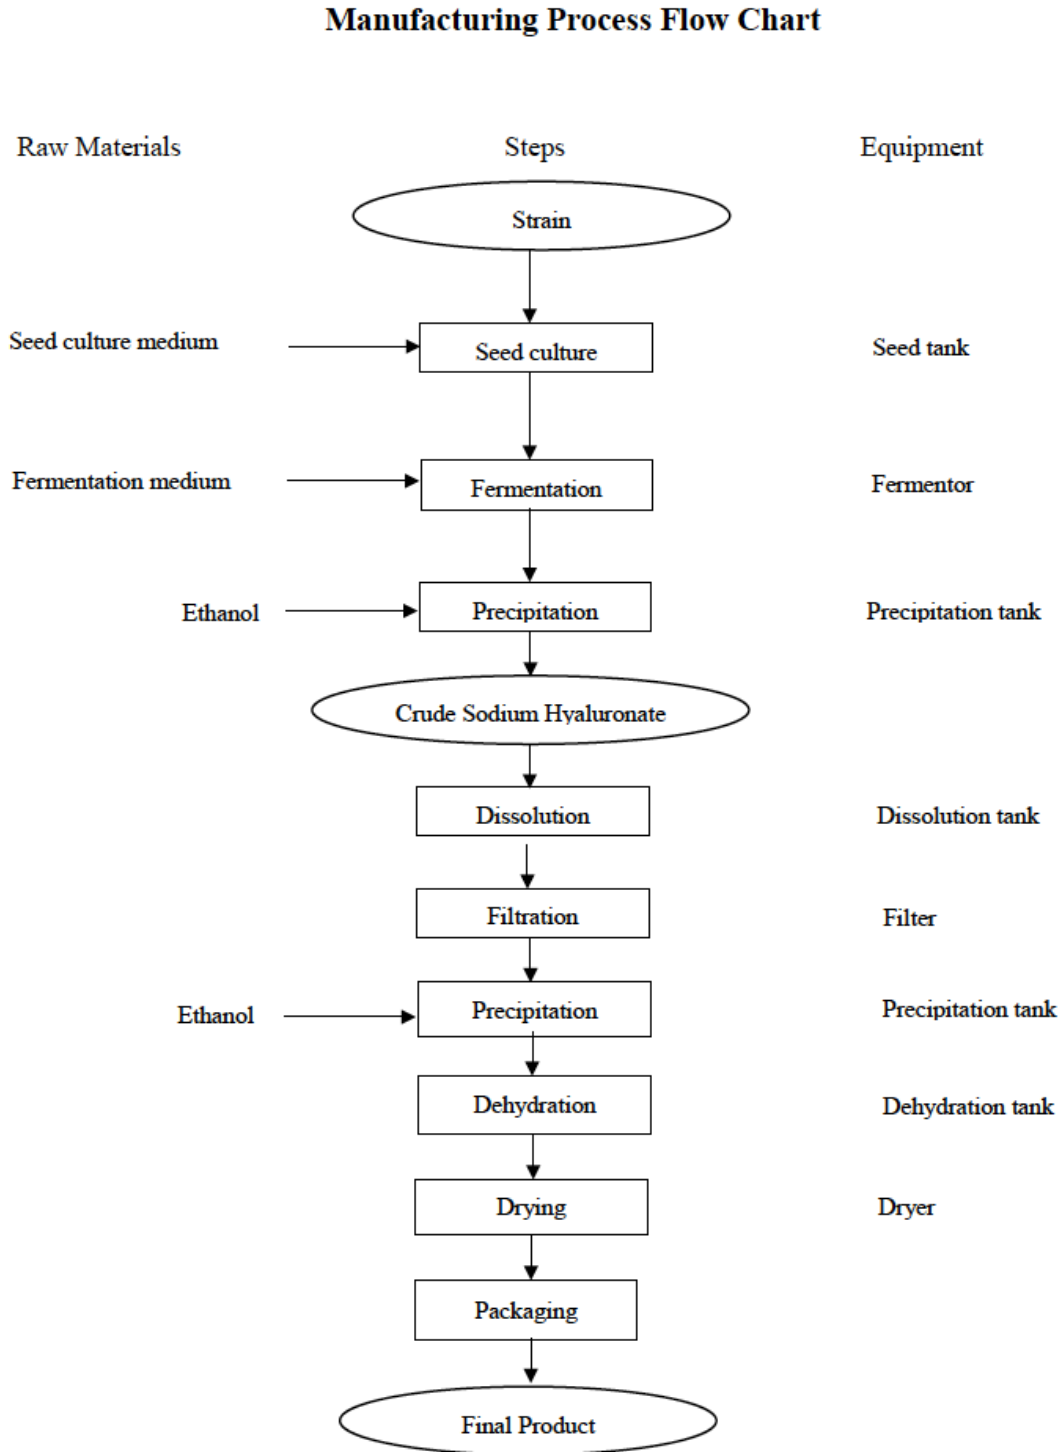 Manufacturing Process Flow Chart
Raw Materials Steps Equipment
Strain
Seed culture medium Seed culture Seed tank
Fermentation medium Fermentation Fermentor
Ethanol Precipitation Precipitation tank
Crude Sodium Hyaluronate
Dissolution Dissolution tank
Filtration Filter
Ethanol Precipitation Precipitation tank
Dehydration Dehydration tank
Drying Dryer
Packaging
Final Product